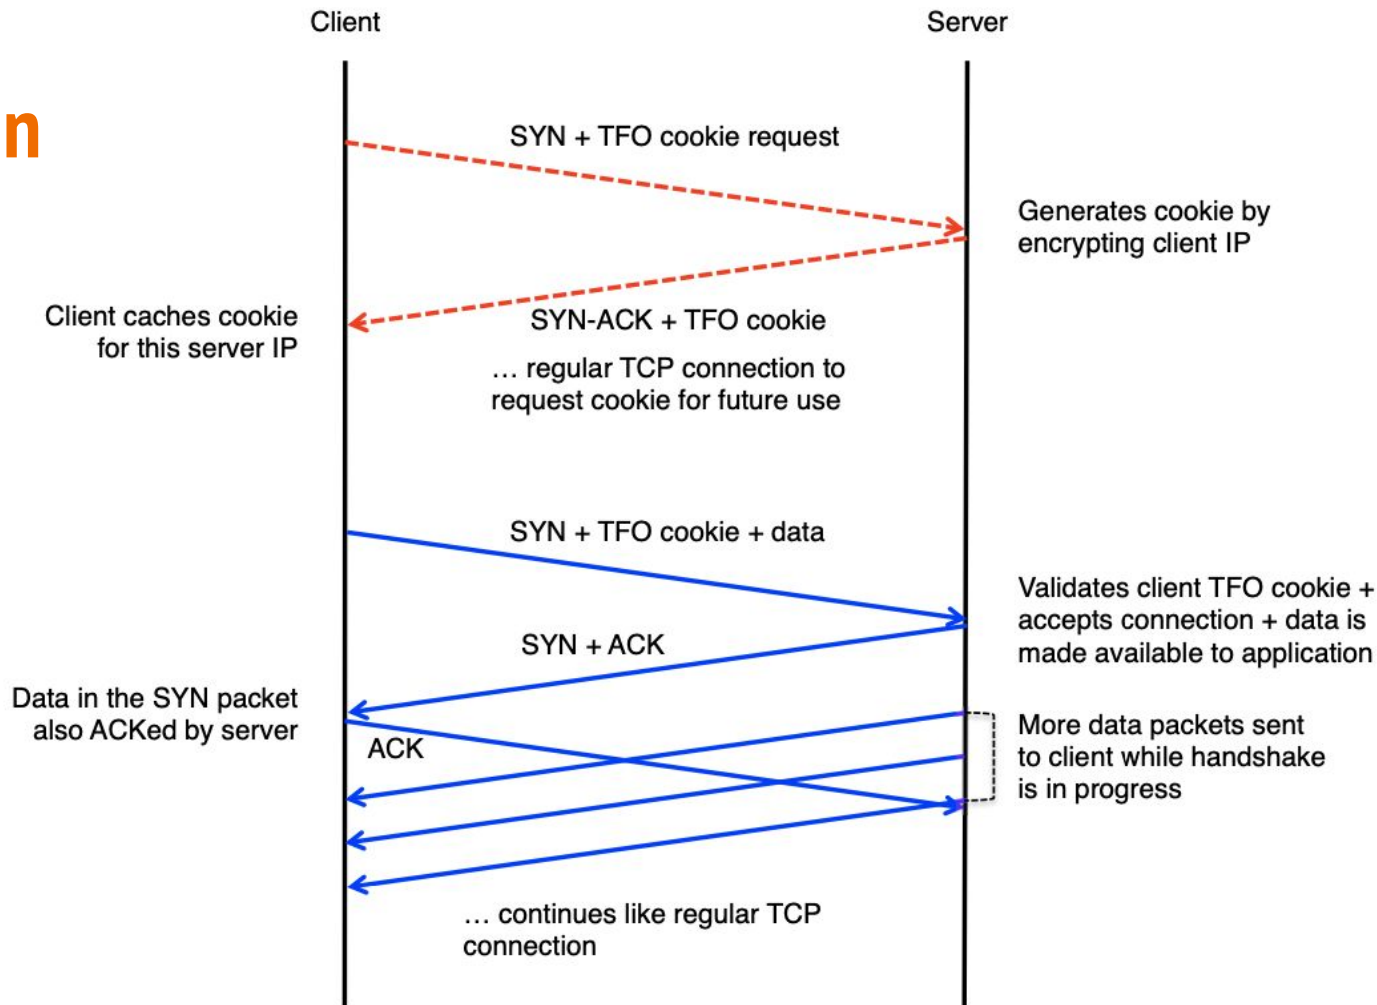 Client
Server
n
SYN + TFO cookie request
Generates cookie by
encrypting client IP
Client caches cookie
for this server IP
SYN-ACK + TFO cookie
... regular TCP connection to
request cookie for future use
SYN + TFO cookie + data
Validates client TFO cookie +
accepts connection + data is
made available to application
SYN + ACK
Data in the SYN packet
also ACKed by server
ACK
More data packets sent
to client while handshake
is in progress
... continues like regular TCP
connection